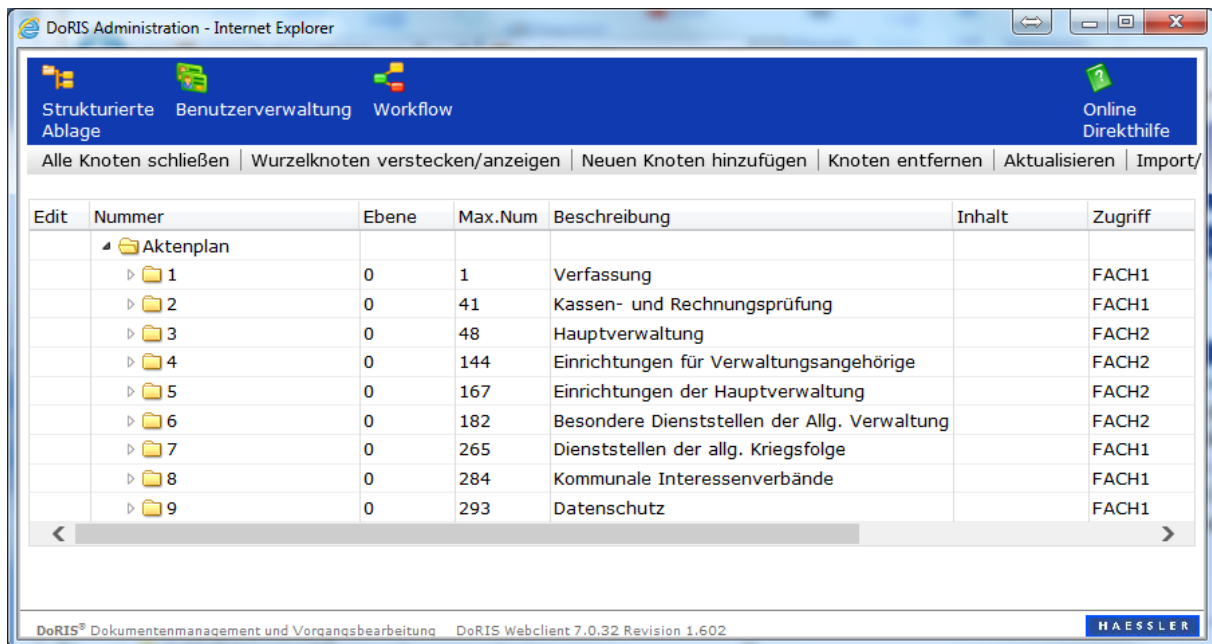 DoRIS Administration - Internet Explorer
Strukturierte Ablage Benutzerverwaltung Workflow Online Direkthilfe
Alle Knoten schließen | Wurzelknoten verstecken/anzeigen | Neuen Knoten hinzufügen | Knoten entfernen | Aktualisieren | Import/
Edit Nummer Ebene Max.Num Beschreibung Inhalt Zugriff
Aktenplan
1 0 1 Verfassung FACH1
2 0 41 Kassen- und Rechnungsprüfung FACH1
3 0 48 Hauptverwaltung FACH2
4 0 144 Einrichtungen für Verwaltungsangehörige FACH2
5 0 167 Einrichtungen der Hauptverwaltung FACH2
6 0 182 Besondere Dienststellen der Allg. Verwaltung FACH2
7 0 265 Dienststellen der allg. Kriegsfolge FACH1
8 0 284 Kommunale Interessenverbände FACH1
9 0 293 Datenschutz FACH1
DoRIS® Dokumentenmanagement und Vorgangsbearbeitung DoRIS Webclient 7.0.32 Revision 1.602 HAESSLER